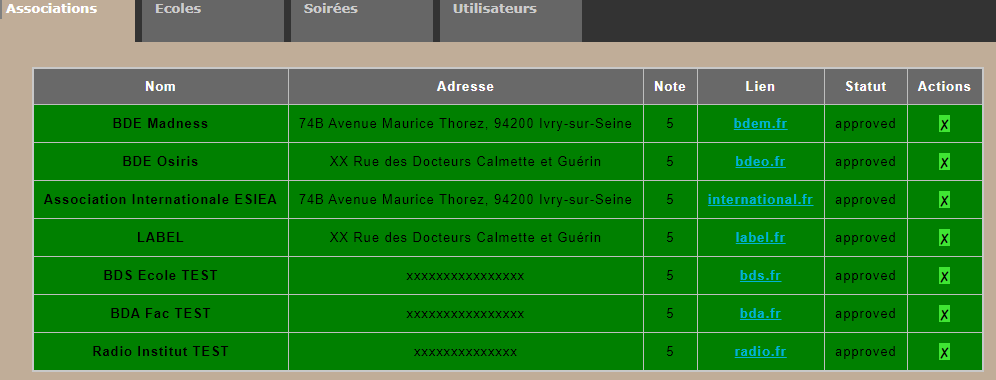 Associations Ecoles Soirées Utilisateurs
Nom Adresse Note Lien Statut Actions
BDE Madness 74B Avenue Maurice Thorez, 94200 Ivry-sur-Seine 5 bdem.fr approved X
BDE Osiris XX Rue des Docteurs Calmette et Guérin 5 bdeo.fr approved X
Association Internationale ESIEA 74B Avenue Maurice Thorez, 94200 Ivry-sur-Seine 5 international.fr approved X
LABEL XX Rue des Docteurs Calmette et Guérin 5 label.fr approved X
BDS Ecole TEST xxxxxxxxxxxxxxxx 5 bds.fr approved X
BDA Fac TEST xxxxxxxxxxxxxxxx 5 bda.fr approved X
Radio Institut TEST xxxxxxxxxxxxxx 5 radio.fr approved X